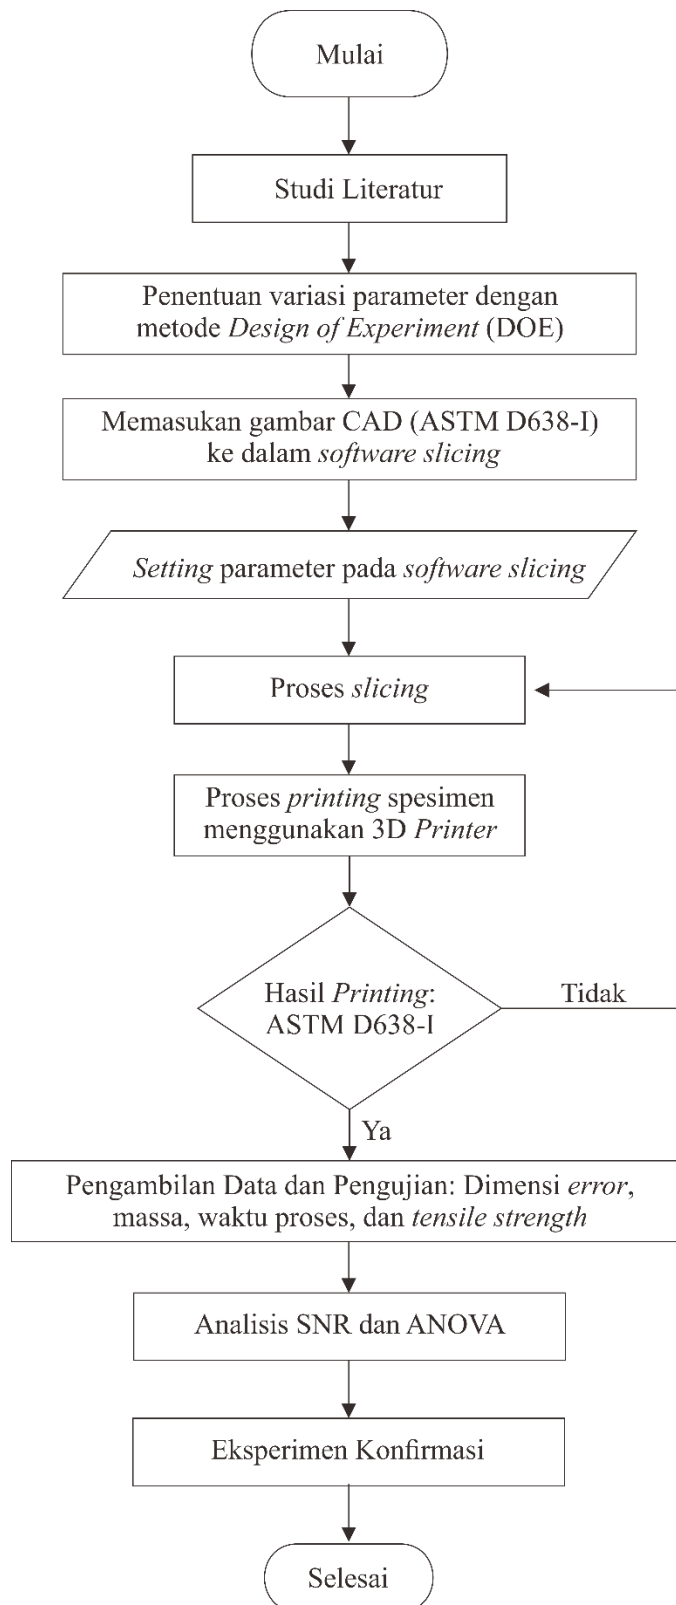 Mulai
Studi Literatur
Penentuan variasi parameter dengan
metode Design of Experiment (DOE)
Memasukan gambar CAD (ASTM D638-I)
ke dalam software slicing
Setting parameter pada software slicing
Proses slicing
Proses printing spesimen
menggunakan 3D Printer
Hasil Printing:
ASTM D638-I
Tidak
Ya
Pengambilan Data dan Pengujian: Dimensi error,
massa, waktu proses, dan tensile strength
Analisis SNR dan ANOVA
Eksperimen Konfirmasi
Selesai